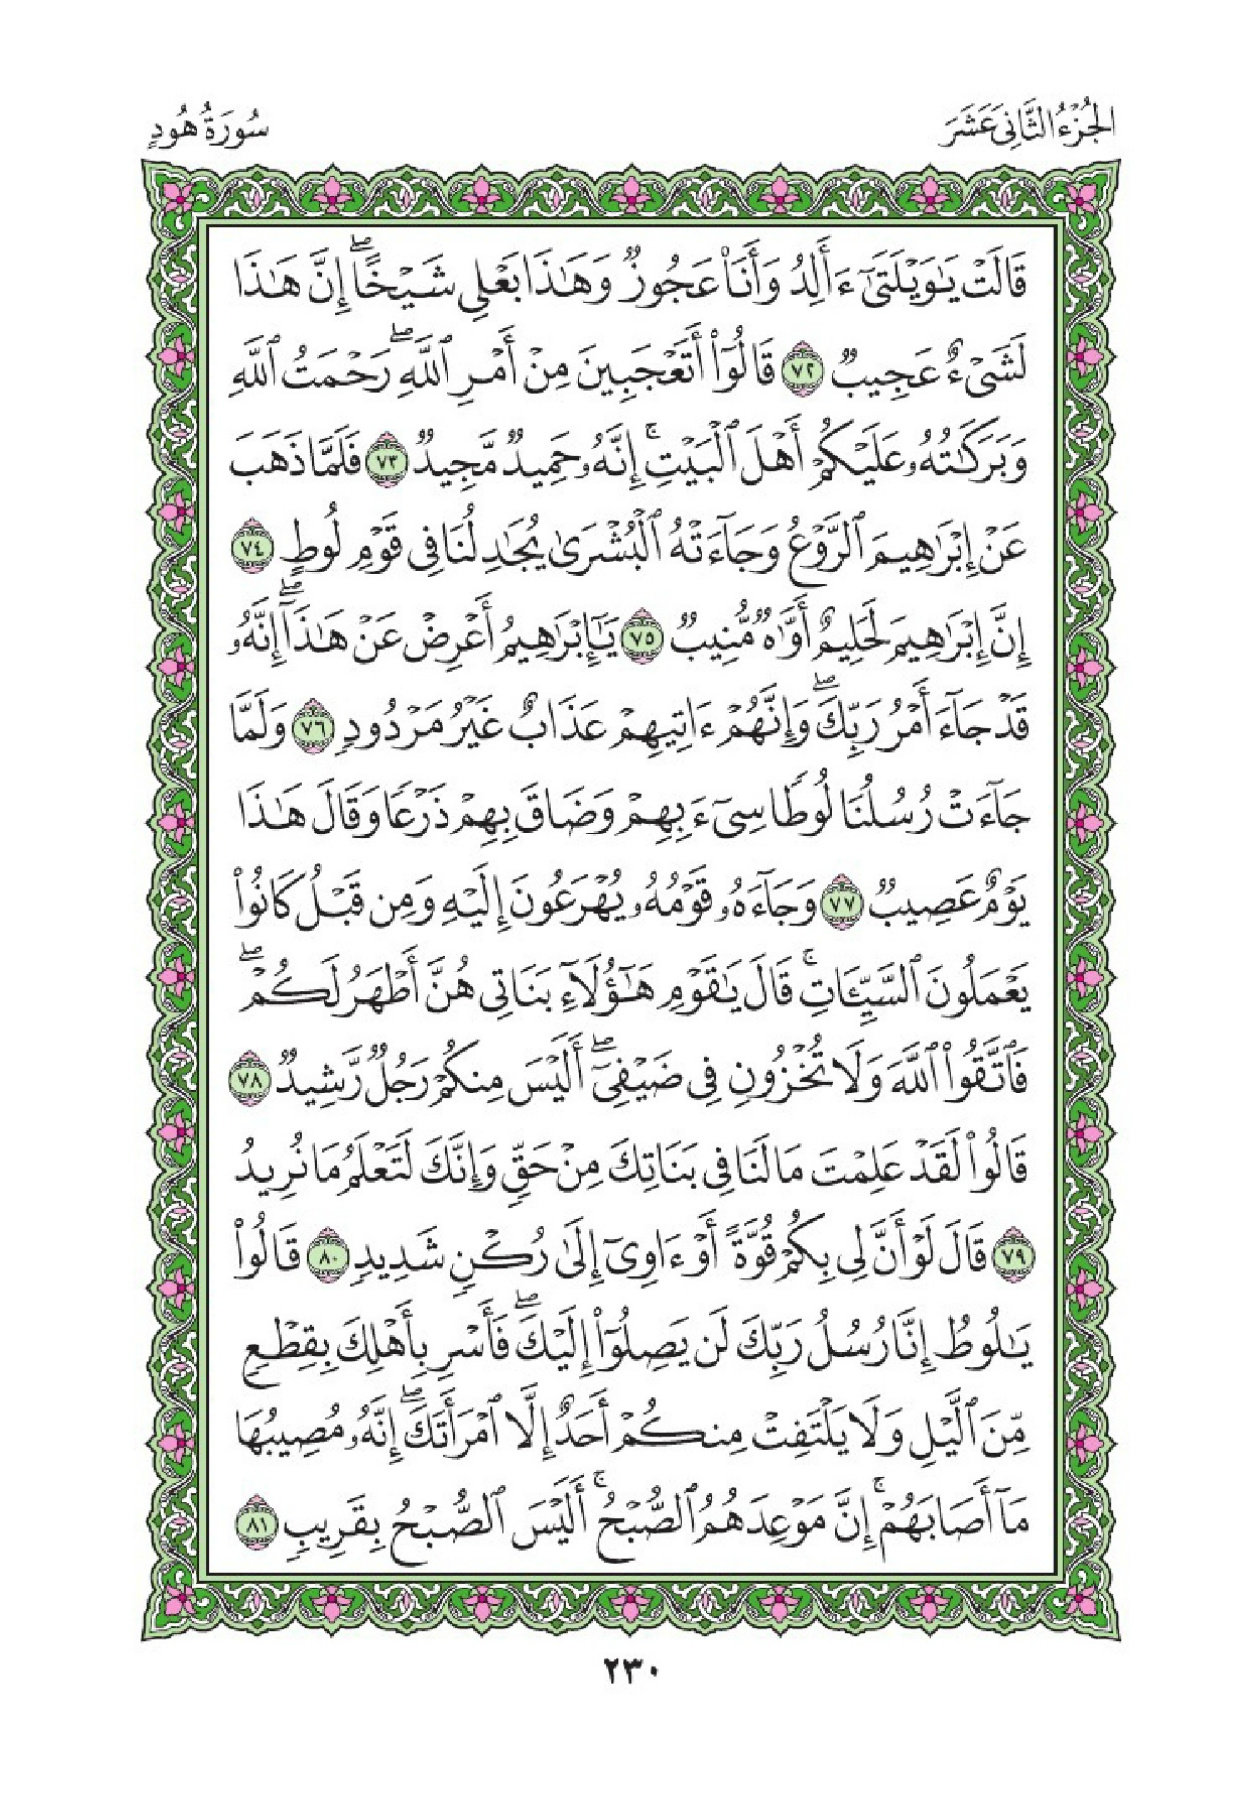 الجُزْءُ الثَّانِي عَشَرَ
سُورَةُ هُودٍ
قَالَتْ يَٰوَيْلَتَىٰٓ ءَأَلِدُ وَأَنَا۠ عَجُوزٌ وَهَٰذَا بَعْلِى شَيْخًا ۖ إِنَّ هَٰذَا
لَشَىْءٌ عَجِيبٌ ٧٢ قَالُوٓا۟ أَتَعْجَبِينَ مِنْ أَمْرِ ٱللَّهِ ۖ رَحْمَتُ ٱللَّهِ
وَبَرَكَٰتُهُۥ عَلَيْكُمْ أَهْلَ ٱلْبَيْتِ ۚ إِنَّهُۥ حَمِيدٌ مَّجِيدٌ ٧٣ فَلَمَّا ذَهَبَ
عَنْ إِبْرَٰهِيمَ ٱلرَّوْعُ وَجَآءَتْهُ ٱلْبُشْرَىٰ يُجَٰدِلُنَا فِى قَوْمِ لُوطٍ ٧٤
إِنَّ إِبْرَٰهِيمَ لَحَلِيمٌ أَوَّٰهٌ مُّنِيبٌ ٧٥ يَٰٓإِبْرَٰهِيمُ أَعْرِضْ عَنْ هَٰذَآ ۖ إِنَّهُۥ
قَدْ جَآءَ أَمْرُ رَبِّكَ ۖ وَإِنَّهُمْ ءَاتِيهِمْ عَذَابٌ غَيْرُ مَرْدُودٍ ٧٦ وَلَمَّا
جَآءَتْ رُسُلُنَا لُوطًا سِىٓءَ بِهِمْ وَضَاقَ بِهِمْ ذَرْعًا وَقَالَ هَٰذَا
يَوْمٌ عَصِيبٌ ٧٧ وَجَآءَهُۥ قَوْمُهُۥ يُهْرَعُونَ إِلَيْهِ وَمِن قَبْلُ كَانُوا۟
يَعْمَلُونَ ٱلسَّيِّـَٔاتِ ۚ قَالَ يَٰقَوْمِ هَٰٓؤُلَآءِ بَنَاتِى هُنَّ أَطْهَرُ لَكُمْ ۖ
فَٱتَّقُوا۟ ٱللَّهَ وَلَا تُخْزُونِ فِى ضَيْفِىٓ ۖ أَلَيْسَ مِنكُمْ رَجُلٌ رَّشِيدٌ ٧٨
قَالُوا۟ لَقَدْ عَلِمْتَ مَا لَنَا فِى بَنَاتِكَ مِنْ حَقٍّ وَإِنَّكَ لَتَعْلَمُ مَا نُرِيدُ
٧٩ قَالَ لَوْ أَنَّ لِى بِكُمْ قُوَّةً أَوْ ءَاوِىٓ إِلَىٰ رُكْنٍ شَدِيدٍ ٨٠ قَالُوا۟
يَٰلُوطُ إِنَّا رُسُلُ رَبِّكَ لَن يَصِلُوٓا۟ إِلَيْكَ ۖ فَأَسْرِ بِأَهْلِكَ بِقِطْعٍ
مِّنَ ٱلَّيْلِ وَلَا يَلْتَفِتْ مِنكُمْ أَحَدٌ إِلَّا ٱمْرَأَتَكَ ۖ إِنَّهُۥ مُصِيبُهَا
مَآ أَصَابَهُمْ ۚ إِنَّ مَوْعِدَهُمُ ٱلصُّبْحُ ۚ أَلَيْسَ ٱلصُّبْحُ بِقَرِيبٍ ٨١
٢٣٠